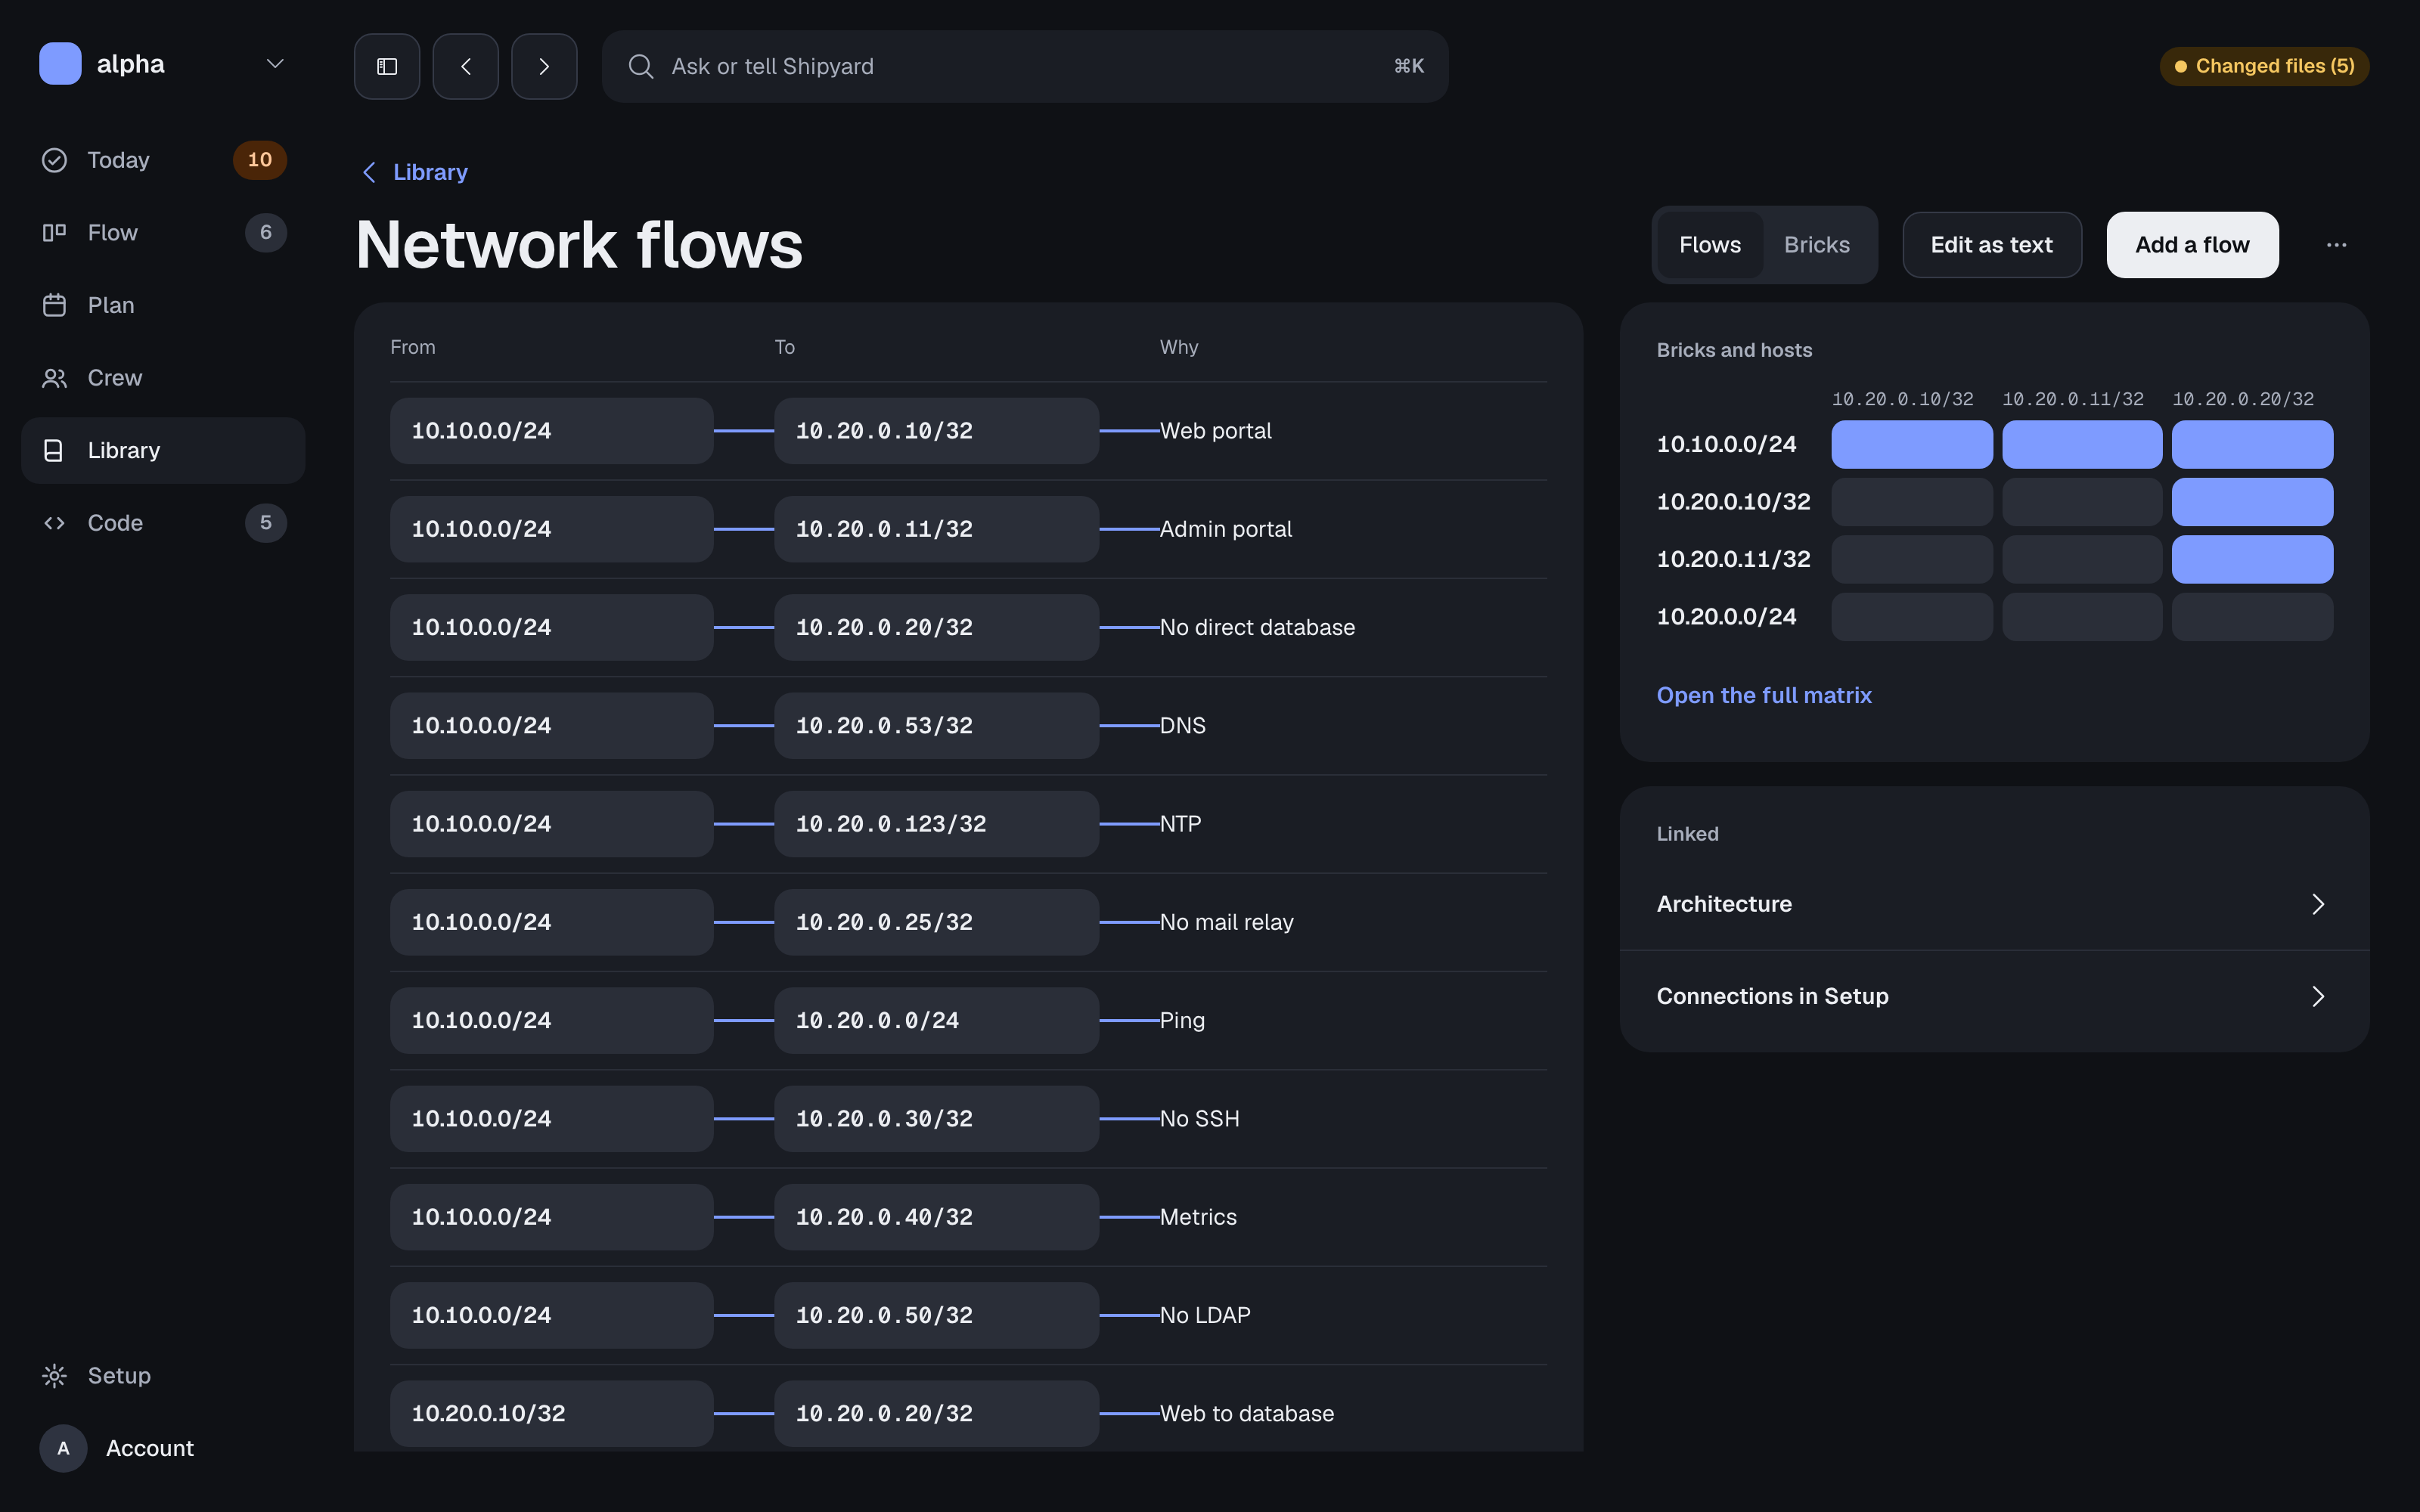 alpha
Today 10
Flow 6
Plan
Crew
Library
Code 5
Setup
A Account
Ask or tell Shipyard ⌘K
Changed files (5)
Library
Network flows
Flows Bricks Edit as text Add a flow
From To Why
10.10.0.0/24 10.20.0.10/32 Web portal
10.10.0.0/24 10.20.0.11/32 Admin portal
10.10.0.0/24 10.20.0.20/32 No direct database
10.10.0.0/24 10.20.0.53/32 DNS
10.10.0.0/24 10.20.0.123/32 NTP
10.10.0.0/24 10.20.0.25/32 No mail relay
10.10.0.0/24 10.20.0.0/24 Ping
10.10.0.0/24 10.20.0.30/32 No SSH
10.10.0.0/24 10.20.0.40/32 Metrics
10.10.0.0/24 10.20.0.50/32 No LDAP
10.20.0.10/32 10.20.0.20/32 Web to database
Bricks and hosts
10.20.0.10/32 10.20.0.11/32 10.20.0.20/32
10.10.0.0/24
10.20.0.10/32
10.20.0.11/32
10.20.0.0/24
Open the full matrix
Linked
Architecture
Connections in Setup